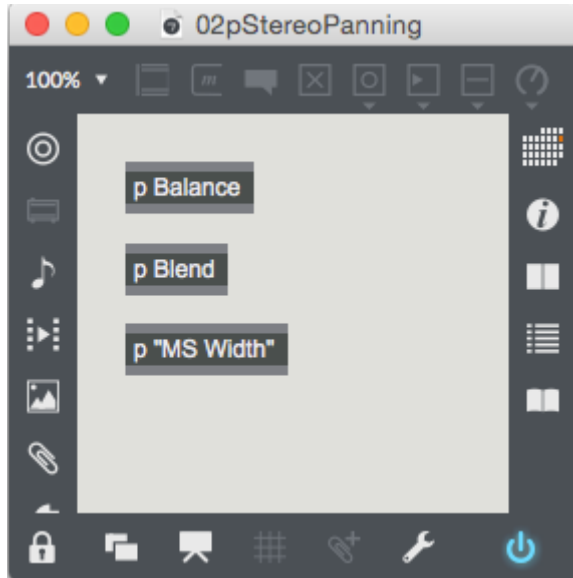 02pStereoPanning
100%
p Balance
p Blend
p "MS Width"